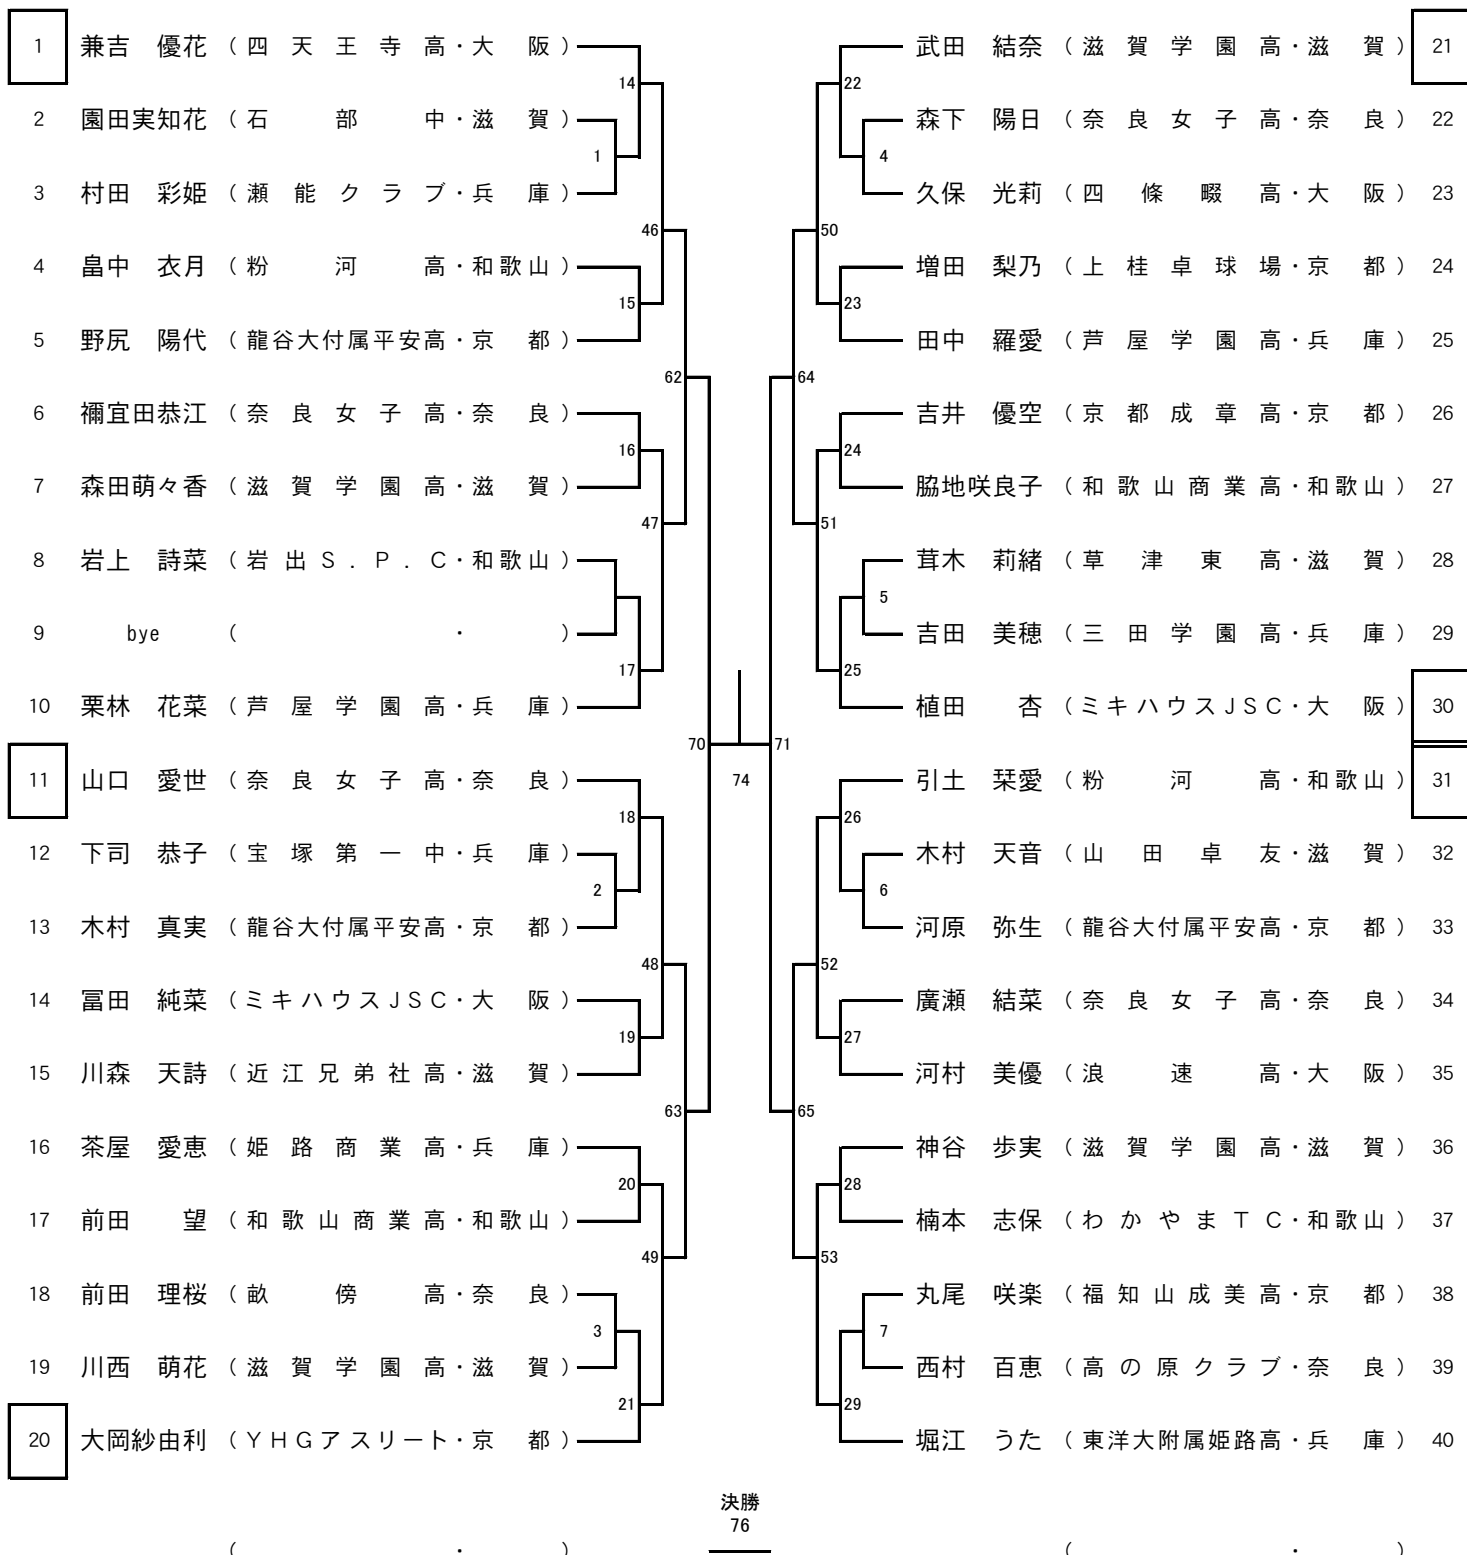 1 兼吉 優花 (四天王寺高・大阪)
2 園田実知花 (石部中・滋賀)
3 村田 彩姫 (瀬能クラブ・兵庫)
4 畠中 衣月 (粉河高・和歌山)
5 野尻 陽代 (龍谷大付属平安高・京都)
6 禰宜田恭江 (奈良女子高・奈良)
7 森田萌々香 (滋賀学園高・滋賀)
8 岩上 詩菜 (岩出S.P.C・和歌山)
9 bye ( ・ )
10 栗林 花菜 (芦屋学園高・兵庫)
11 山口 愛世 (奈良女子高・奈良)
12 下司 恭子 (宝塚第一中・兵庫)
13 木村 真実 (龍谷大付属平安高・京都)
14 冨田 純菜 (ミキハウスJSC・大阪)
15 川森 天詩 (近江兄弟社高・滋賀)
16 茶屋 愛恵 (姫路商業高・兵庫)
17 前田 望 (和歌山商業高・和歌山)
18 前田 理桜 (畝傍高・奈良)
19 川西 萌花 (滋賀学園高・滋賀)
20 大岡紗由利 (YHGアスリート・京都)
14
1
46
15
62
16
47
17
70
18
2
48
19
63
20
49
3
21
74
22
4
50
23
64
24
51
5
25
71
26
6
52
27
65
28
53
7
29
武田 結奈 (滋賀学園高・滋賀) 21
森下 陽日 (奈良女子高・奈良) 22
久保 光莉 (四條畷高・大阪) 23
増田 梨乃 (上桂卓球場・京都) 24
田中 羅愛 (芦屋学園高・兵庫) 25
吉井 優空 (京都成章高・京都) 26
脇地咲良子 (和歌山商業高・和歌山) 27
茸木 莉緒 (草津東高・滋賀) 28
吉田 美穂 (三田学園高・兵庫) 29
植田 杏 (ミキハウスJSC・大阪) 30
引土 栞愛 (粉河高・和歌山) 31
木村 天音 (山田卓友・滋賀) 32
河原 弥生 (龍谷大付属平安高・京都) 33
廣瀬 結菜 (奈良女子高・奈良) 34
河村 美優 (浪速高・大阪) 35
神谷 歩実 (滋賀学園高・滋賀) 36
楠本 志保 (わかやまTC・和歌山) 37
丸尾 咲楽 (福知山成美高・京都) 38
西村 百恵 (高の原クラブ・奈良) 39
堀江 うた (東洋大附属姫路高・兵庫) 40
決勝
76
( ・ ) ( ・ )